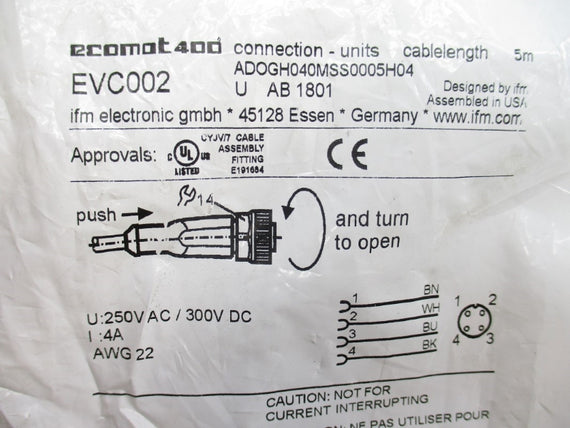 ecomat400 connection - units cablelength 5m
EVC002 ADOGH040MSS0005H04
U AB 1801 Designed by ifm
Assembled in USA
ifm electronic gmbh * 45128 Essen * Germany * www.ifm.com
Approvals: C UL US LISTED
CYJV/7 CABLE
ASSEMBLY
FITTING
E191684
CE
14
push and turn
to open
U:250V AC / 300V DC
I :4A
AWG 22
1 BN
2 WH
3 BU
4 BK
1 2
4 3
CAUTION: NOT FOR
CURRENT INTERRUPTING
NE PAS UTILISER POUR